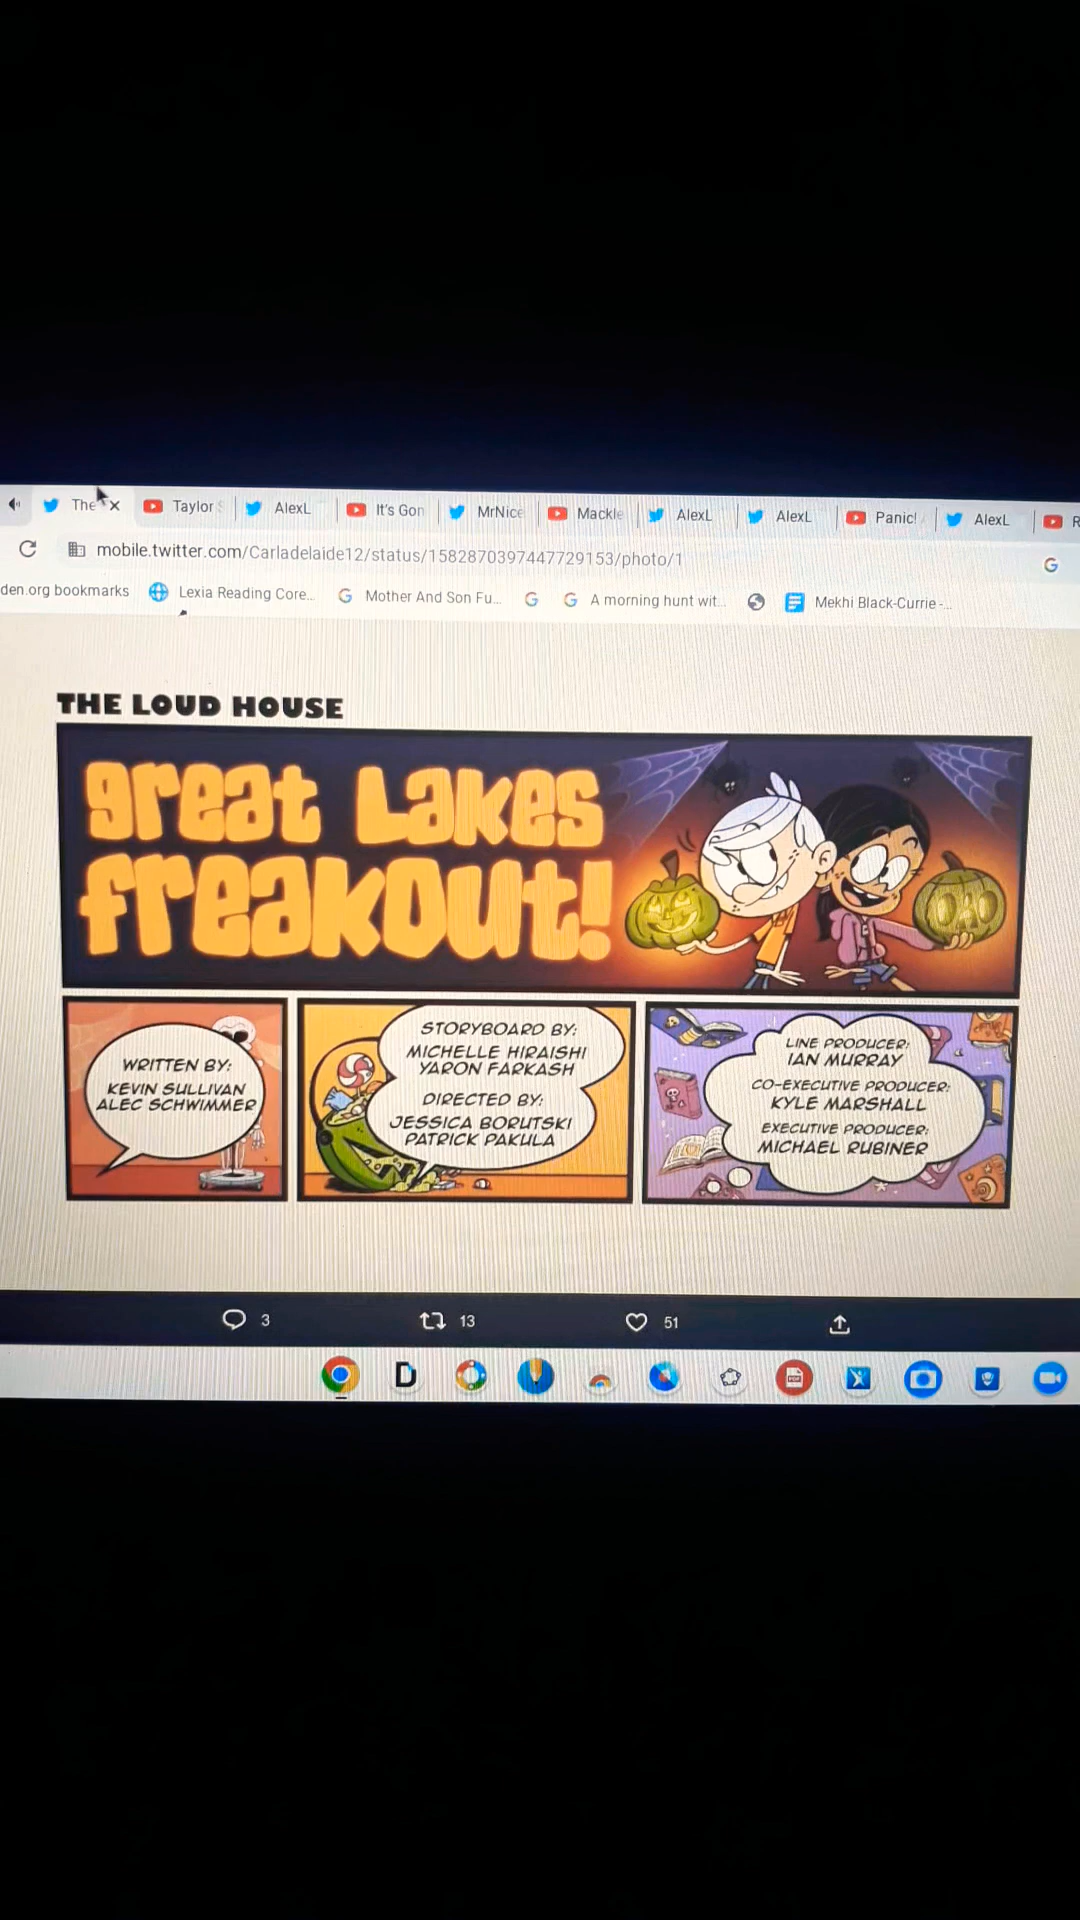 The
Taylor S
AlexL
It's Gon
MrNice
Mackle
AlexL
AlexL
Panic!
AlexL
R
mobile.twitter.com/Carladelaide12/status/1582870397447729153/photo/1
den.org bookmarks
Lexia Reading Core...
Mother And Son Fu...
A morning hunt wit...
Mekhi Black-Currie -...
THE LOUD HOUSE
great Lakes
freakout!
WRITTEN BY:
KEVIN SULLIVAN
ALEC SCHWIMMER
STORYBOARD BY:
MICHELLE HIRAISHI
YARON FARKASH
DIRECTED BY:
JESSICA BORUTSKI
PATRICK PAKULA
LINE PRODUCER:
IAN MURRAY
CO-EXECUTIVE PRODUCER:
KYLE MARSHALL
EXECUTIVE PRODUCER:
MICHAEL RUBINER
3
13
51
PDF